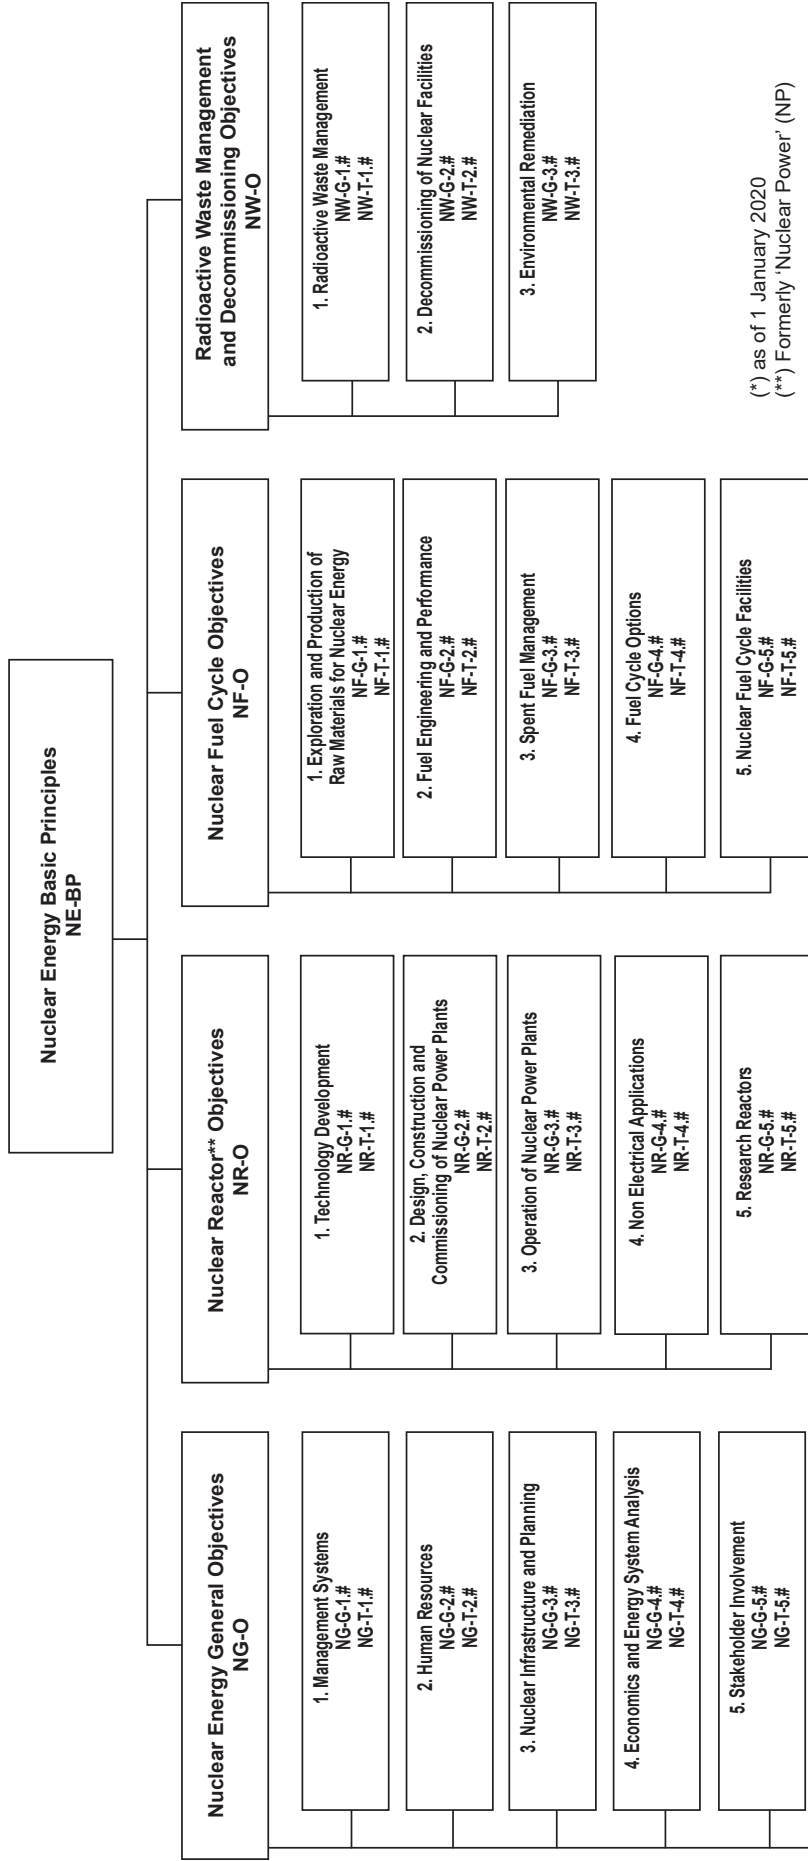 Nuclear Energy Basic Principles
NE-BP
Nuclear Energy General Objectives
NG-O
1. Management Systems
NG-G-1.#
NG-T-1.#
2. Human Resources
NG-G-2.#
NG-T-2.#
3. Nuclear Infrastructure and Planning
NG-G-3.#
NG-T-3.#
4. Economics and Energy System Analysis
NG-G-4.#
NG-T-4.#
5. Stakeholder Involvement
NG-G-5.#
NG-T-5.#
Nuclear Reactor** Objectives
NR-O
1. Technology Development
NR-G-1.#
NR-T-1.#
2. Design, Construction and
Commissioning of Nuclear Power Plants
NR-G-2.#
NR-T-2.#
3. Operation of Nuclear Power Plants
NR-G-3.#
NR-T-3.#
4. Non Electrical Applications
NR-G-4.#
NR-T-4.#
5. Research Reactors
NR-G-5.#
NR-T-5.#
Nuclear Fuel Cycle Objectives
NF-O
1. Exploration and Production of
Raw Materials for Nuclear Energy
NF-G-1.#
NF-T-1.#
2. Fuel Engineering and Performance
NF-G-2.#
NF-T-2.#
3. Spent Fuel Management
NF-G-3.#
NF-T-3.#
4. Fuel Cycle Options
NF-G-4.#
NF-T-4.#
5. Nuclear Fuel Cycle Facilities
NF-G-5.#
NF-T-5.#
Radioactive Waste Management
and Decommissioning Objectives
NW-O
1. Radioactive Waste Management
NW-G-1.#
NW-T-1.#
2. Decommissioning of Nuclear Facilities
NW-G-2.#
NW-T-2.#
3. Environmental Remediation
NW-G-3.#
NW-T-3.#
(*) as of 1 January 2020
(**) Formerly ‘Nuclear Power’ (NP)